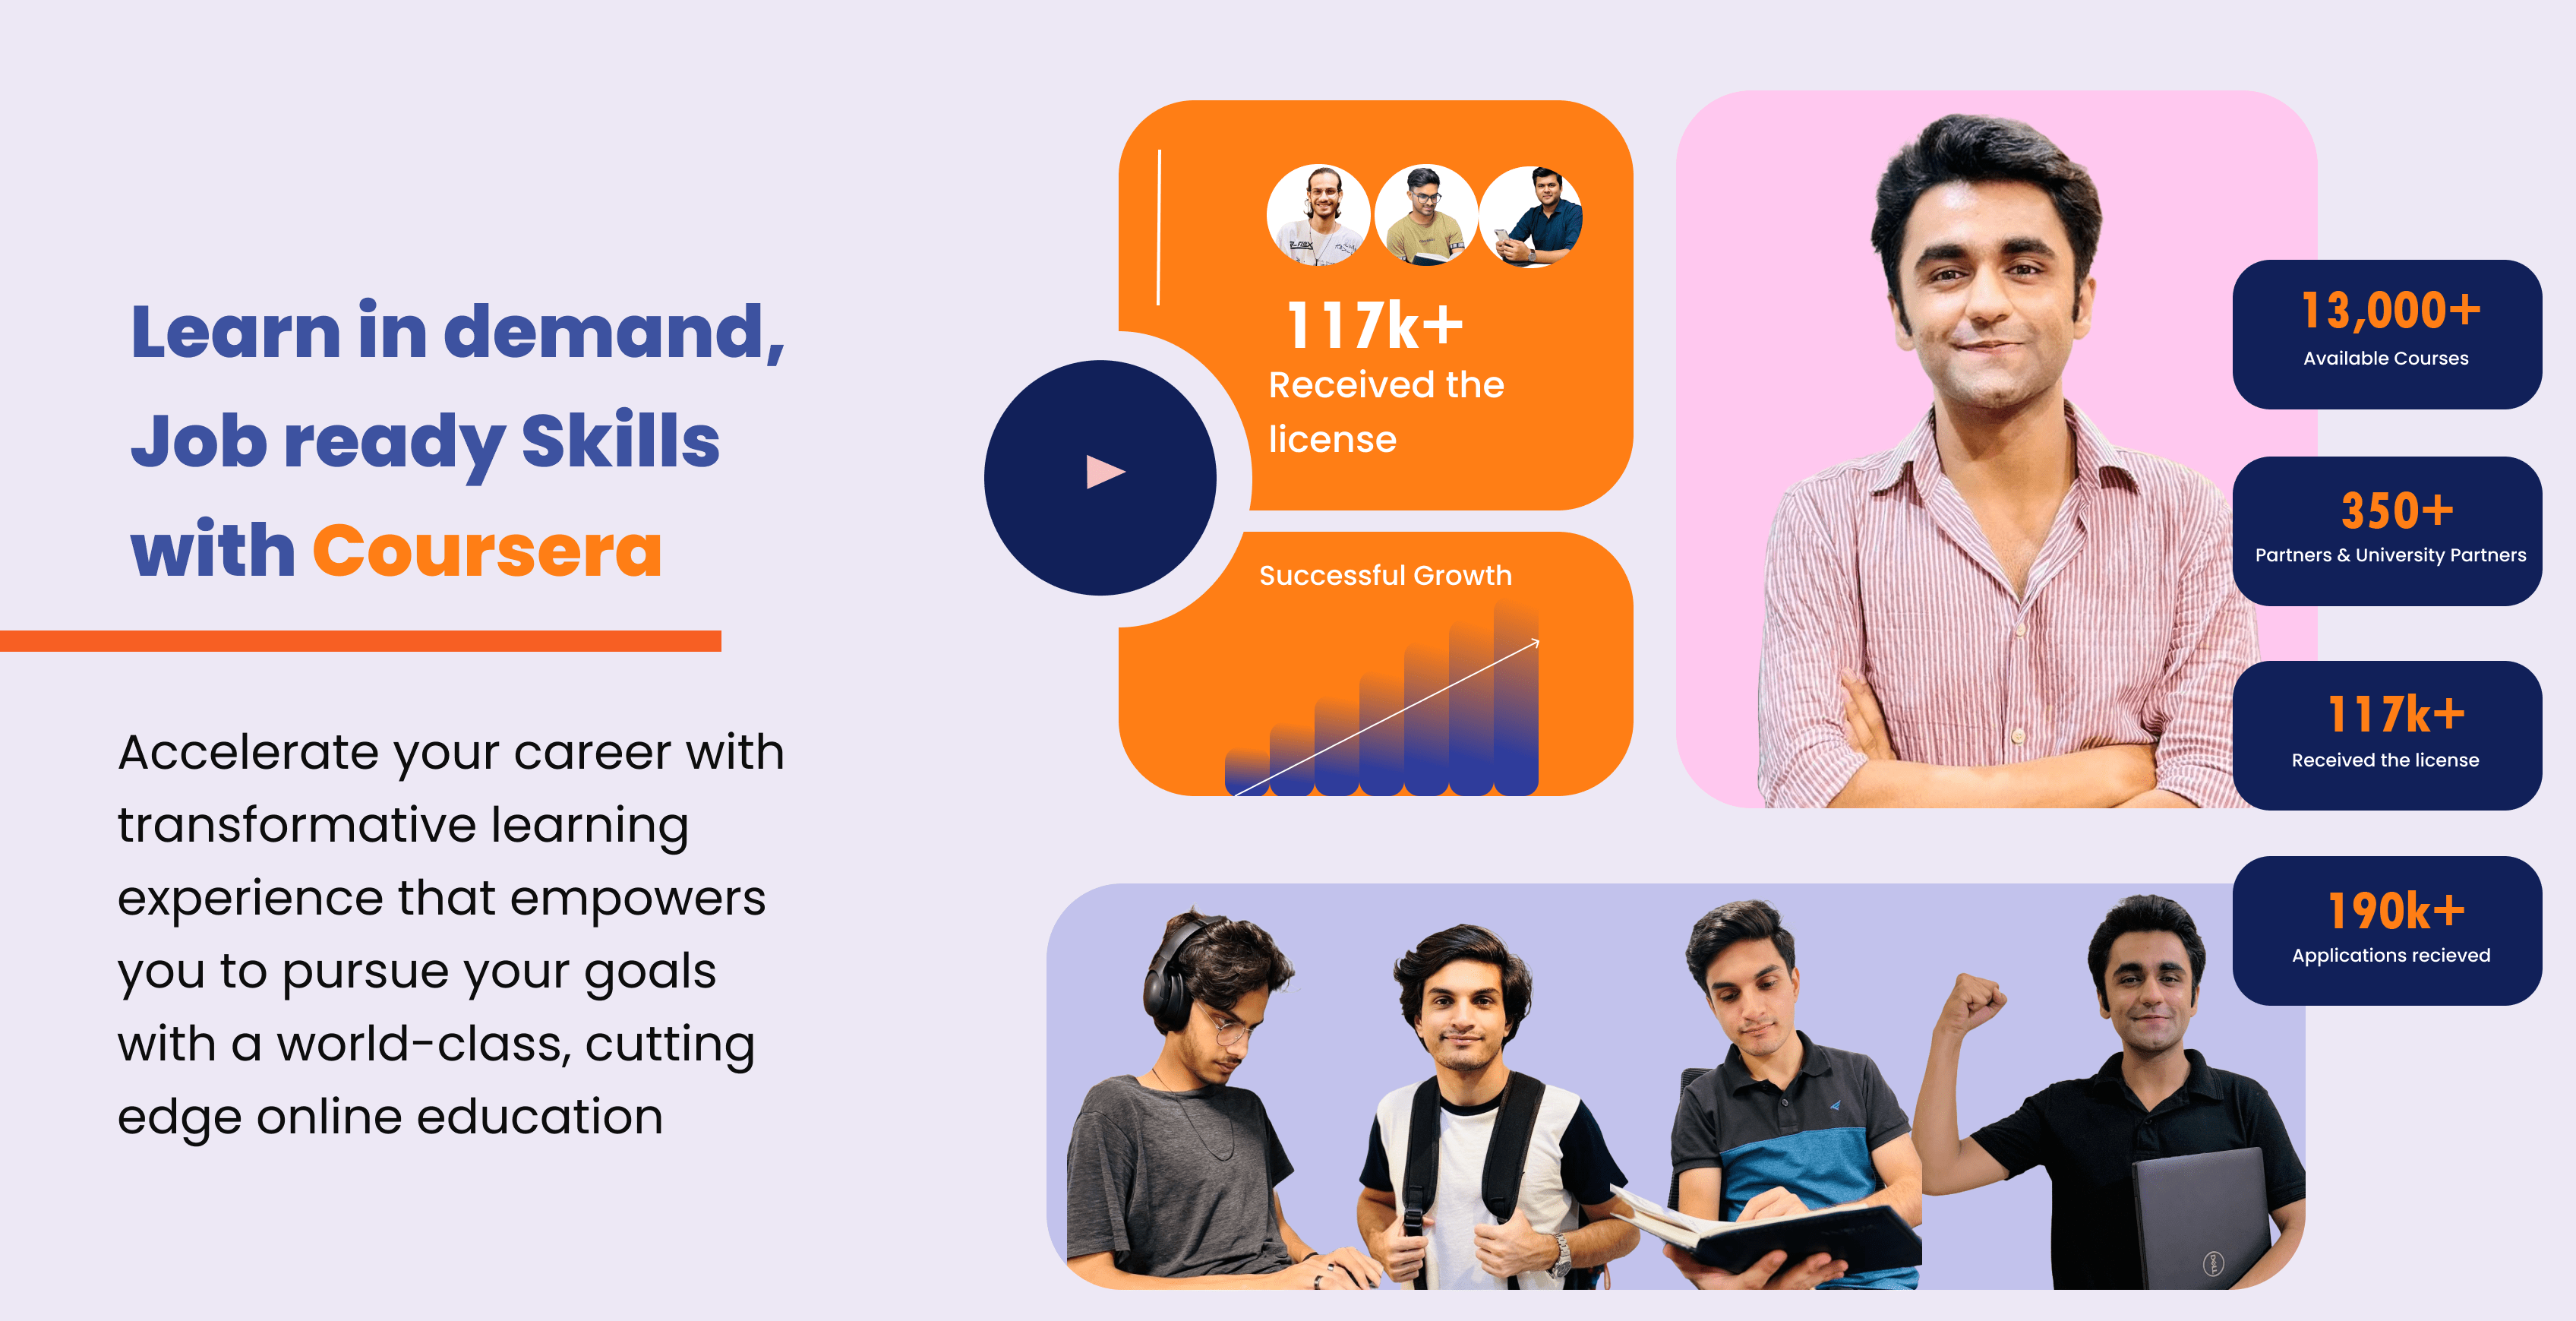 Learn in demand,
Job ready Skills
with Coursera
Accelerate your career with
transformative learning
experience that empowers
you to pursue your goals
with a world-class, cutting
edge online education
117k+
Received the
license
Successful Growth
13,000+
Available Courses
350+
Partners & University Partners
117k+
Received the license
190k+
Applications recieved
DELL